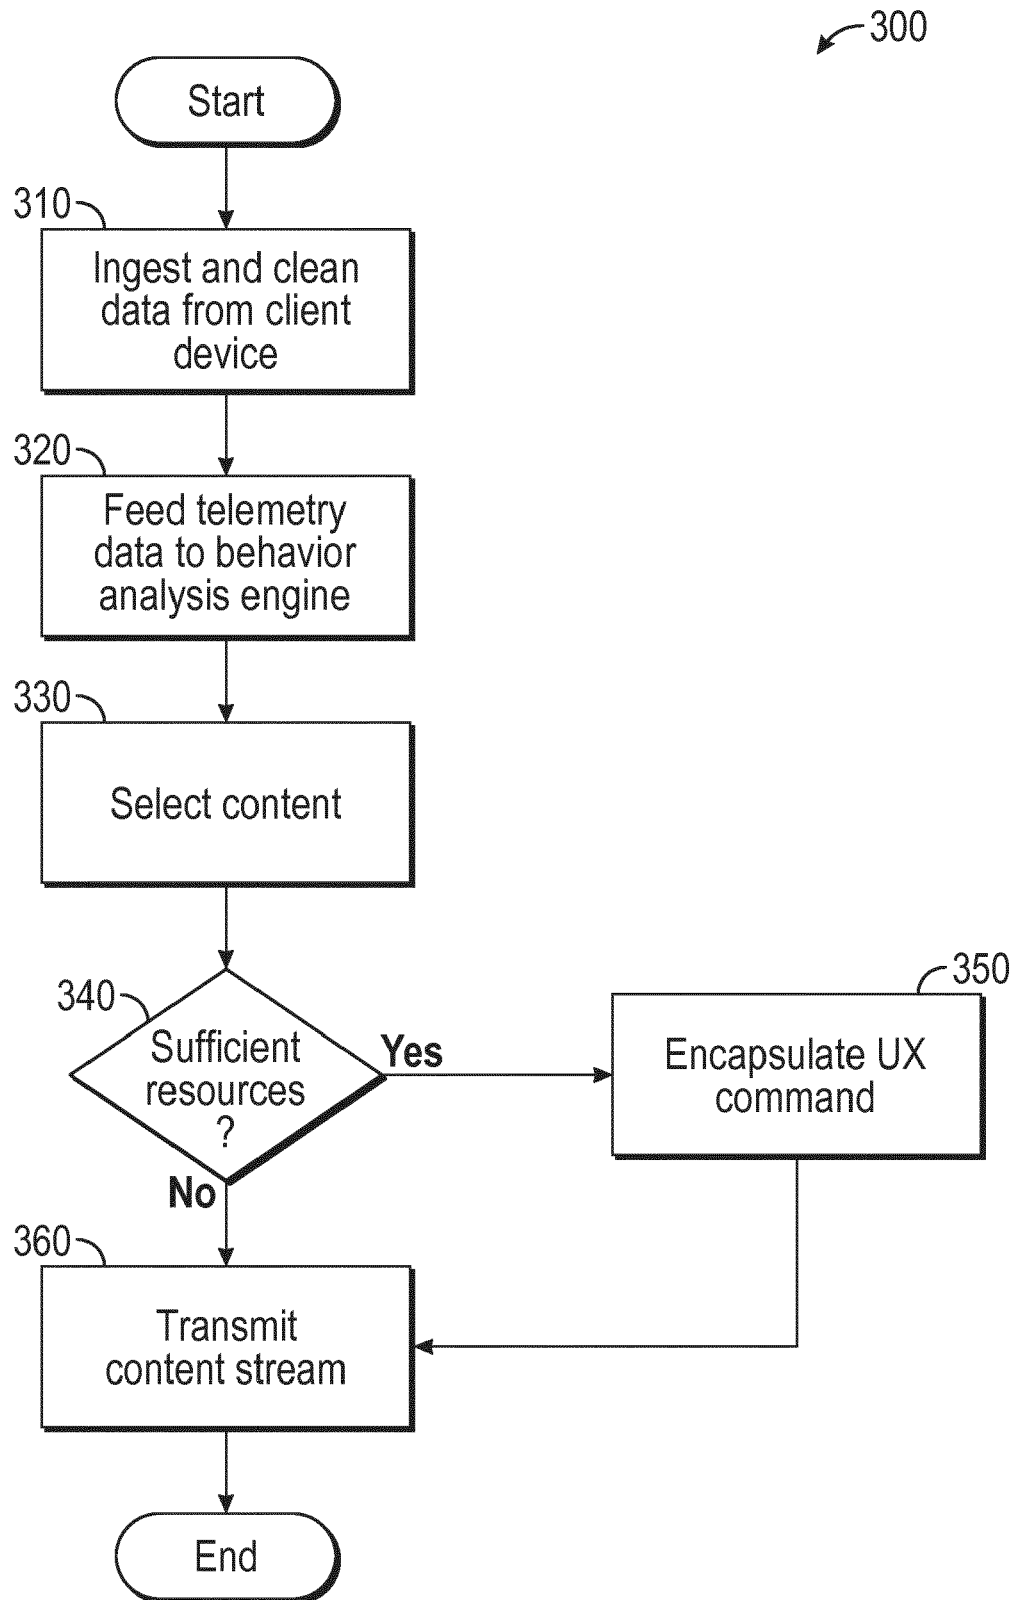 300
Start
310
Ingest and clean
data from client
device
320
Feed telemetry
data to behavior
analysis engine
330
Select content
340
Sufficient
resources
?
Yes
350
Encapsulate UX
command
No
360
Transmit
content stream
End